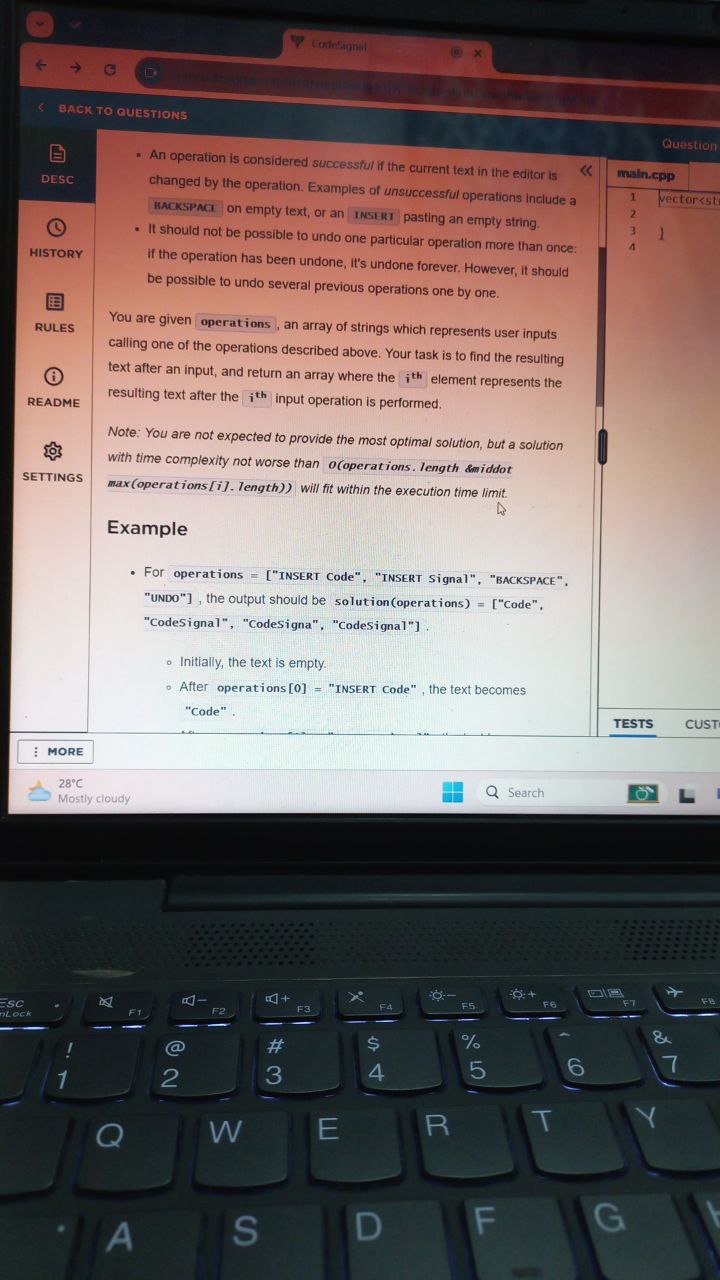 CodeSignal
BACK TO QUESTIONS
Question
DESC
HISTORY
RULES
README
SETTINGS
• An operation is considered successful if the current text in the editor is
changed by the operation. Examples of unsuccessful operations include a
BACKSPACE on empty text, or an INSERT pasting an empty string.
• It should not be possible to undo one particular operation more than once:
if the operation has been undone, it's undone forever. However, it should
be possible to undo several previous operations one by one.
You are given operations , an array of strings which represents user inputs
calling one of the operations described above. Your task is to find the resulting
text after an input, and return an array where the ith element represents the
resulting text after the ith input operation is performed.
Note: You are not expected to provide the most optimal solution, but a solution
with time complexity not worse than O(operations.length &middot
max(operations[i].length)) will fit within the execution time limit.
Example
• For operations = ["INSERT Code", "INSERT Signal", "BACKSPACE",
"UNDO"] , the output should be solution(operations) = ["Code",
"CodeSignal", "CodeSigna", "CodeSignal"] .
◦ Initially, the text is empty.
◦ After operations[0] = "INSERT Code" , the text becomes
"Code" .
main.cpp
1 vector<st
2
3 }
4
TESTS CUST
MORE
28°C
Mostly cloudy
Search
Esc
F1 F2 F3 F4 F5 F6 F7 F8
! @ # $ % ^ &
1 2 3 4 5 6 7
Q W E R T Y
A S D F G